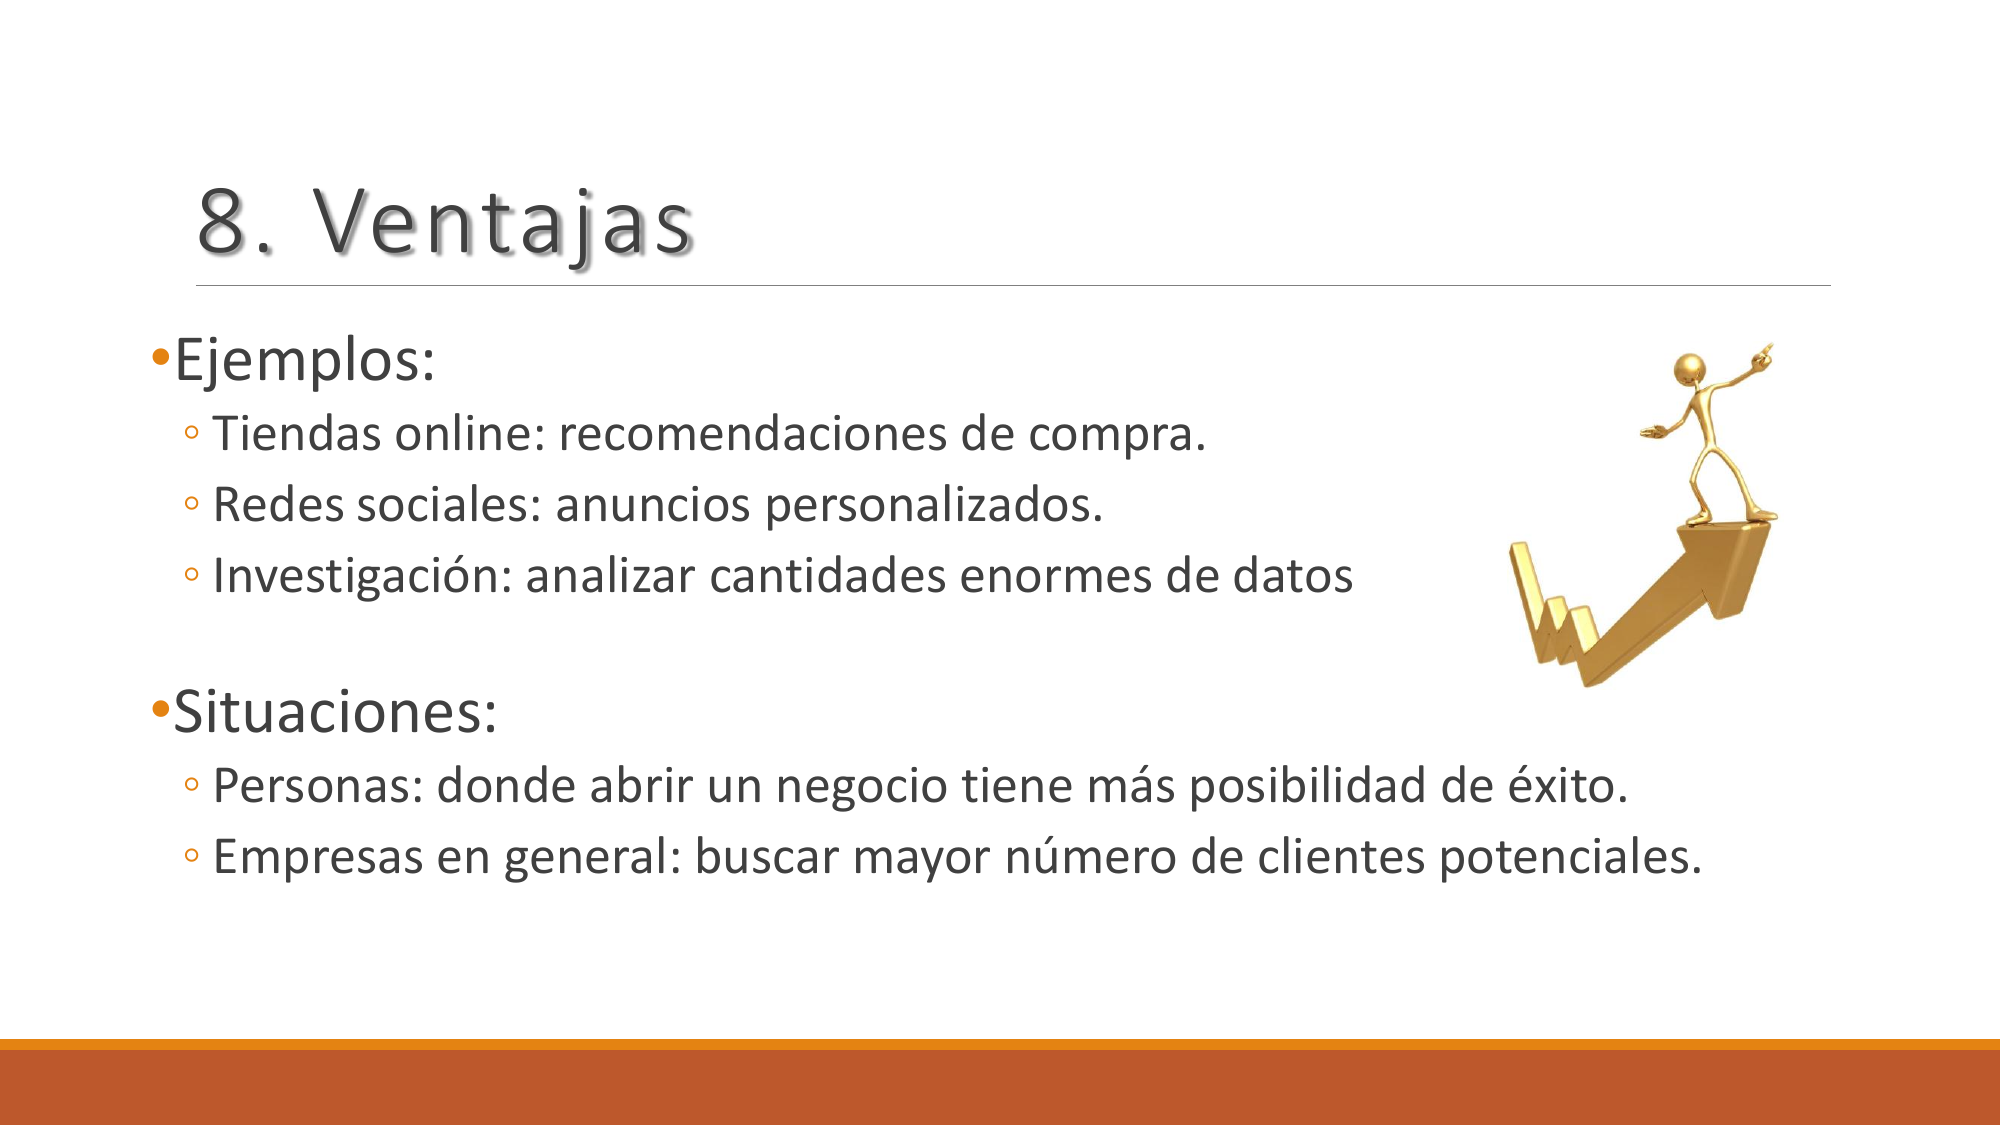 8. Ventajas
•Ejemplos:
◦ Tiendas online: recomendaciones de compra.
◦ Redes sociales: anuncios personalizados.
◦ Investigación: analizar cantidades enormes de datos
•Situaciones:
◦ Personas: donde abrir un negocio tiene más posibilidad de éxito.
◦ Empresas en general: buscar mayor número de clientes potenciales.